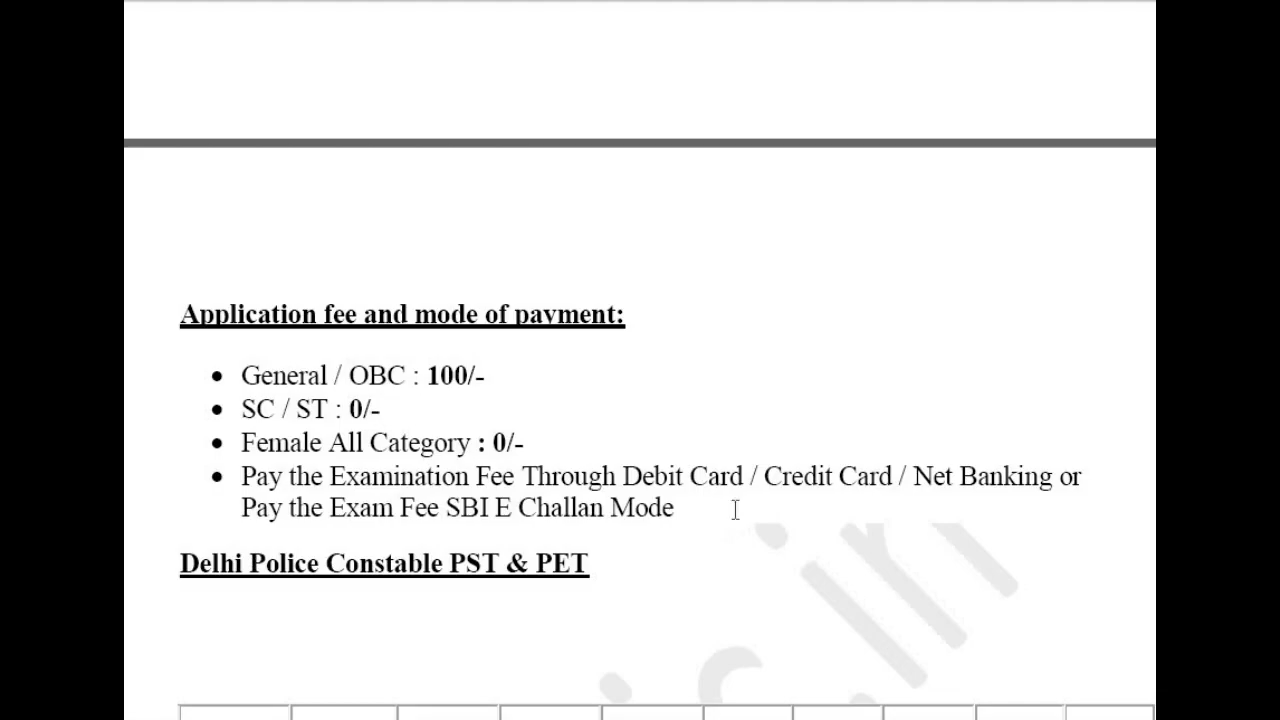 Application fee and mode of payment:
General / OBC : 100/-
SC / ST : 0/-
Female All Category : 0/-
Pay the Examination Fee Through Debit Card / Credit Card / Net Banking or
Pay the Exam Fee SBI E Challan Mode
Delhi Police Constable PST & PET